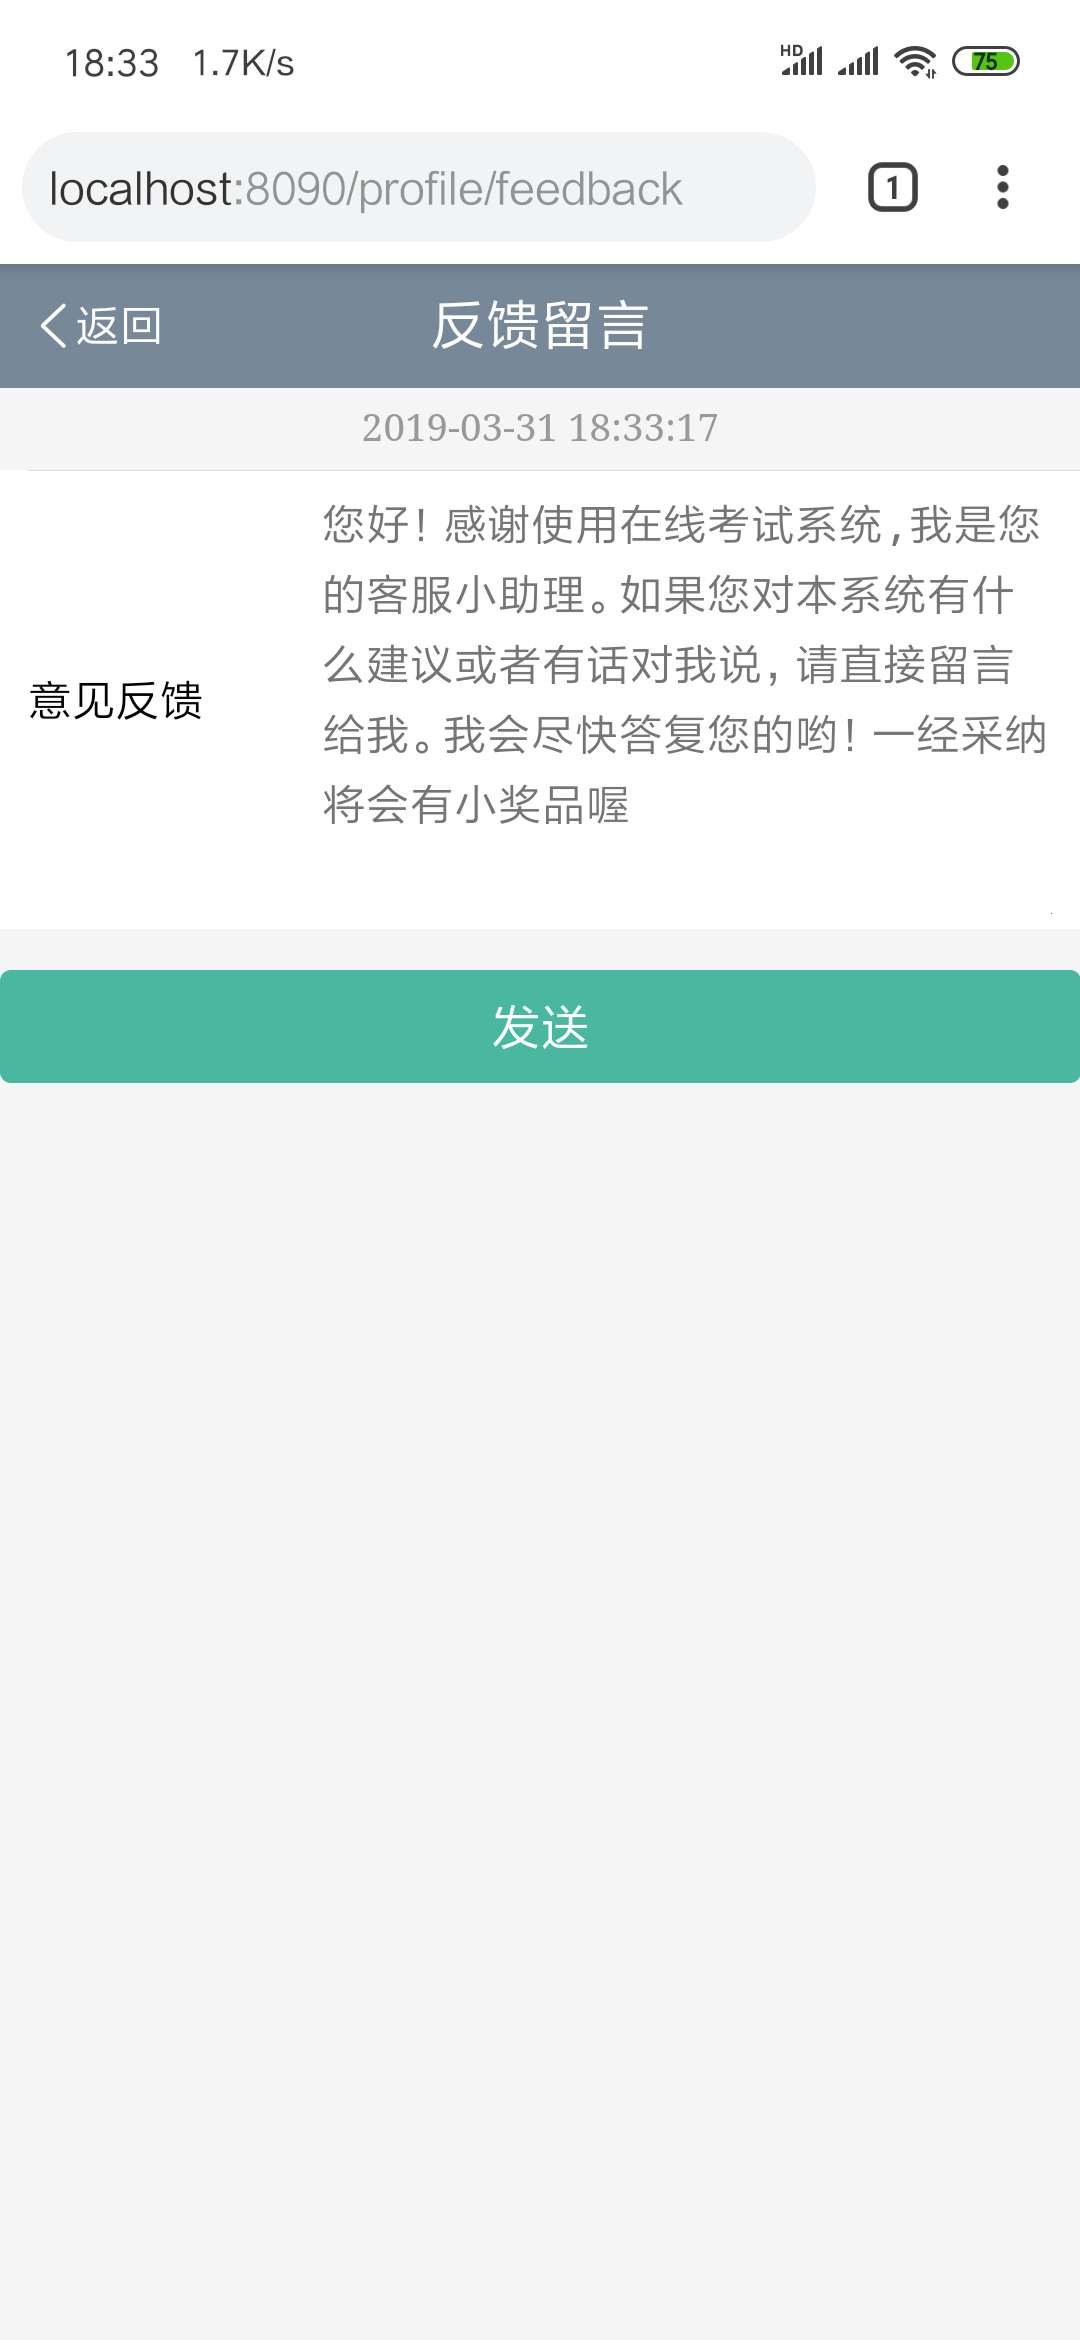 18:33 1.7K/s HD 75
localhost:8090/profile/feedback 1
返回 反馈留言
2019-03-31 18:33:17
意见反馈
您好！感谢使用在线考试系统,我是您
的客服小助理。如果您对本系统有什
么建议或者有话对我说，请直接留言
给我。我会尽快答复您的哟！一经采纳
将会有小奖品喔
发送